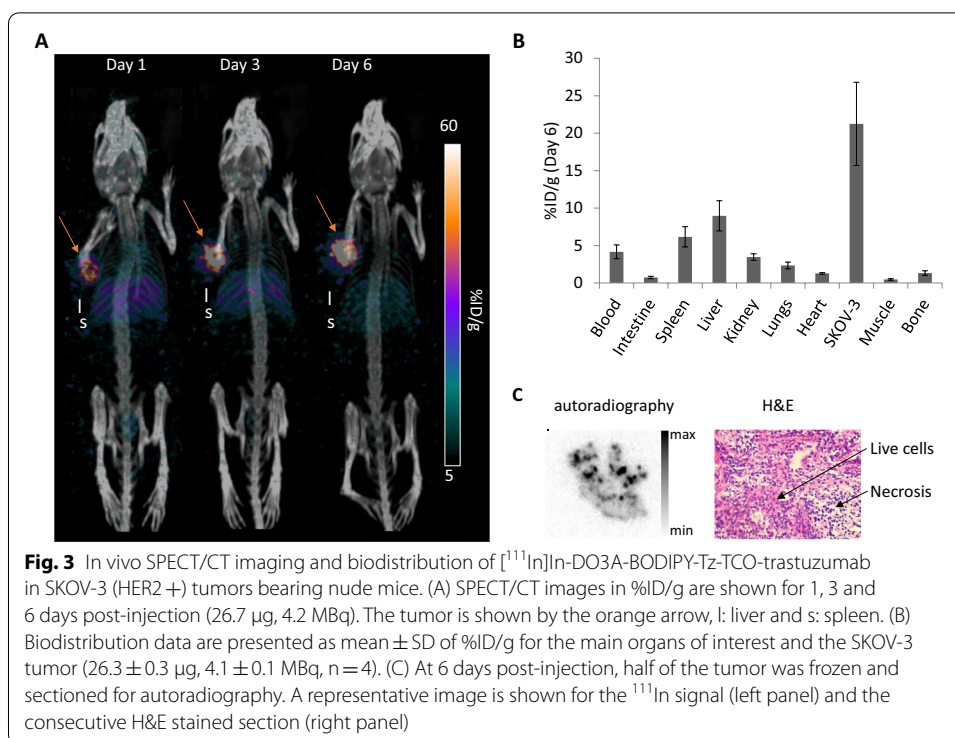 A
Day 1 Day 3 Day 6
60
%ID/g
5
l
s
l
s
l
s
B
%ID/g (Day 6)
30
25
20
15
10
5
0
Blood
Intestine
Spleen
Liver
Kidney
Lungs
Heart
SKOV-3
Muscle
Bone
C
autoradiography H&E
max
min
Live cells
Necrosis
Fig. 3 In vivo SPECT/CT imaging and biodistribution of [¹¹¹In]In-DO3A-BODIPY-Tz-TCO-trastuzumab
in SKOV-3 (HER2 +) tumors bearing nude mice. (A) SPECT/CT images in %ID/g are shown for 1, 3 and
6 days post-injection (26.7 μg, 4.2 MBq). The tumor is shown by the orange arrow, l: liver and s: spleen. (B)
Biodistribution data are presented as mean ± SD of %ID/g for the main organs of interest and the SKOV-3
tumor (26.3 ± 0.3 μg, 4.1 ± 0.1 MBq, n = 4). (C) At 6 days post-injection, half of the tumor was frozen and
sectioned for autoradiography. A representative image is shown for the ¹¹¹In signal (left panel) and the
consecutive H&E stained section (right panel)